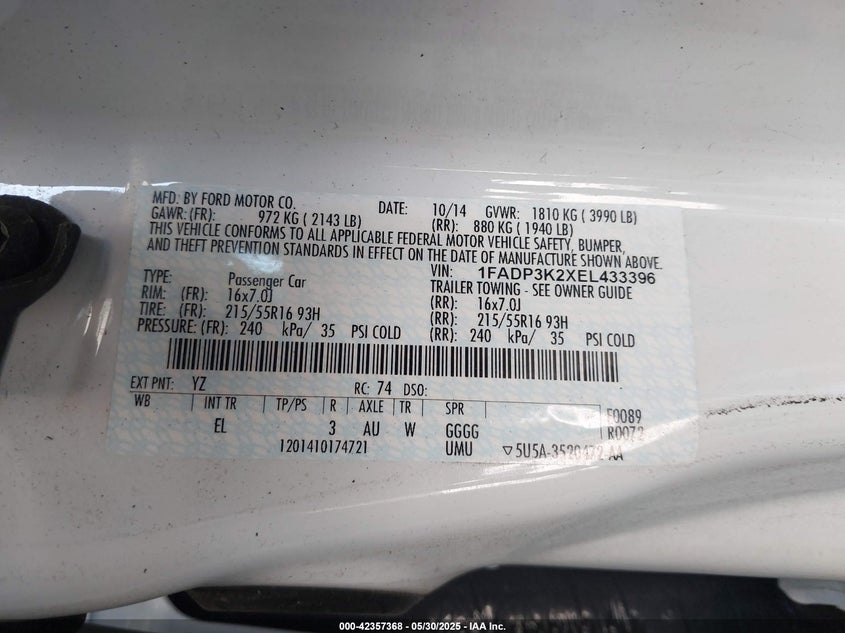 MFD. BY FORD MOTOR CO.
DATE: 10/14 GVWR: 1810 KG ( 3990 LB)
GAWR: (FR): 972 KG ( 2143 LB) (RR): 880 KG ( 1940 LB)
THIS VEHICLE CONFORMS TO ALL APPLICABLE FEDERAL MOTOR VEHICLE SAFETY, BUMPER,
AND THEFT PREVENTION STANDARDS IN EFFECT ON THE DATE OF MANUFACTURE SHOWN ABOVE.
VIN: 1FADP3K2XEL433396
TYPE: Passenger Car TRAILER TOWING - SEE OWNER GUIDE
RIM: (FR): 16x7.0J (RR): 16x7.0J
TIRE: (FR): 215/55R16 93H (RR): 215/55R16 93H
PRESSURE: (FR): 240 kPa/ 35 PSI COLD (RR): 240 kPa/ 35 PSI COLD
EXT PNT: YZ RC: 74 DSO:
WB INT TR TP/PS R AXLE TR SPR F0089
EL 3 AU W GGGG R0072
1201410174721 UMU ▽5U5A-3520472-AA
000-42357368 - 05/30/2025 - IAA Inc.